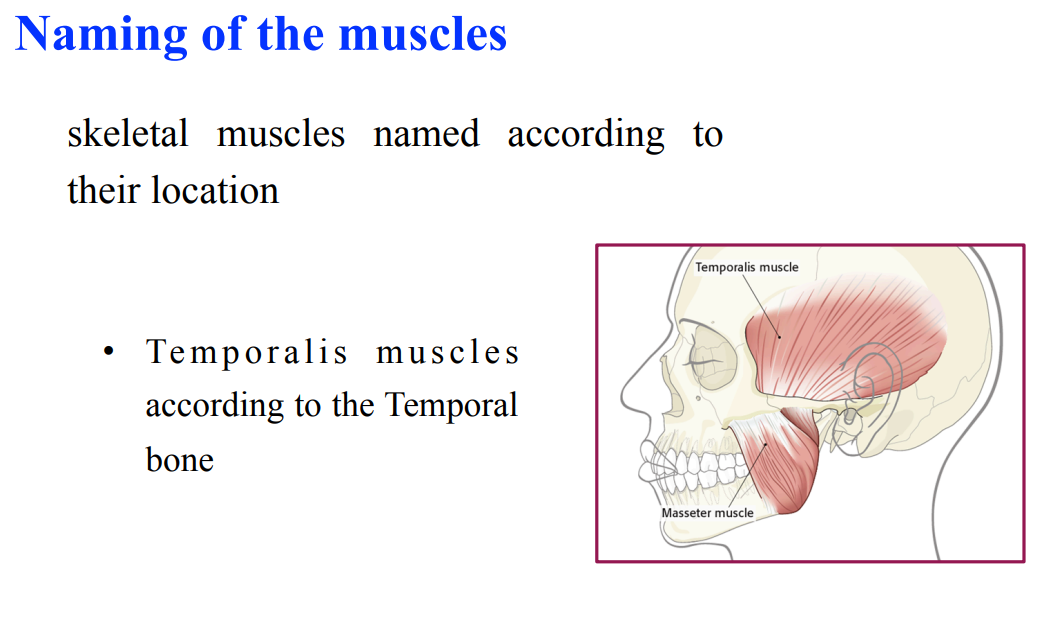 Naming of the muscles
skeletal muscles named according to
their location
• Temporalis muscles
according to the Temporal
bone
Temporalis muscle
Masseter muscle